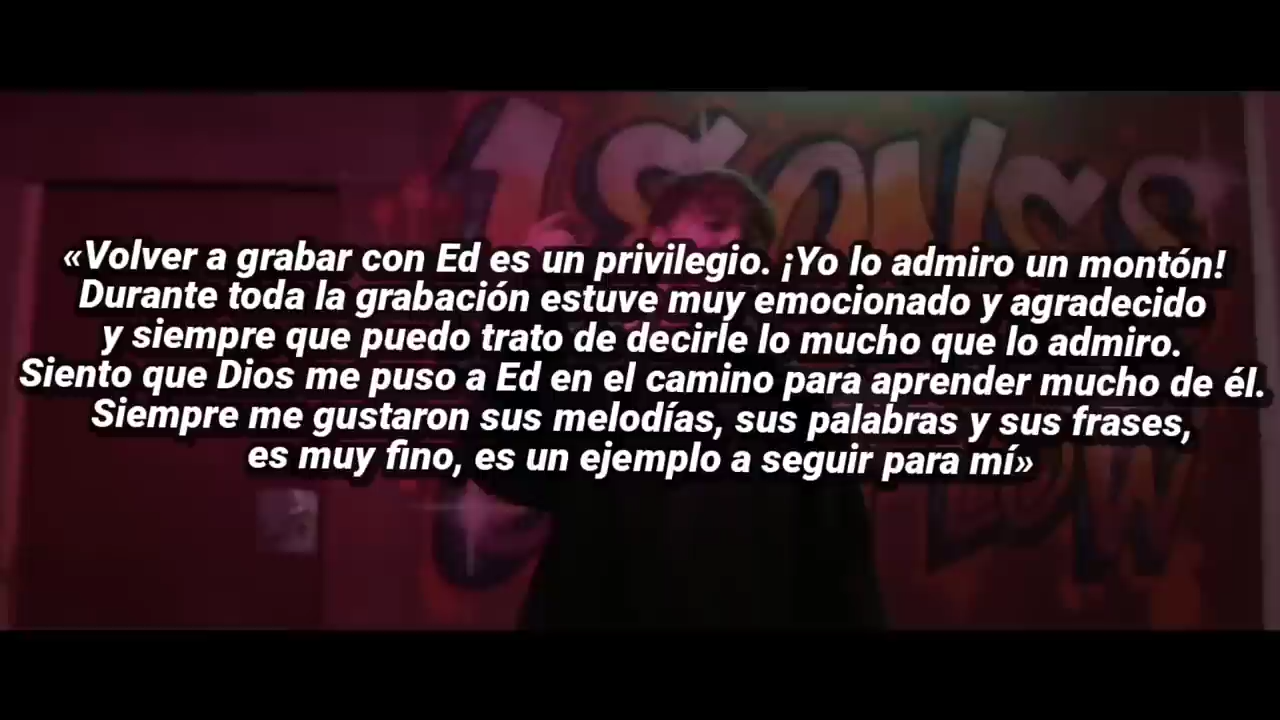 «Volver a grabar con Ed es un privilegio. ¡Yo lo admiro un montón!
Durante toda la grabación estuve muy emocionado y agradecido
y siempre que puedo trato de decirle lo mucho que lo admiro.
Siento que Dios me puso a Ed en el camino para aprender mucho de él.
Siempre me gustaron sus melodías, sus palabras y sus frases,
es muy fino, es un ejemplo a seguir para mí»